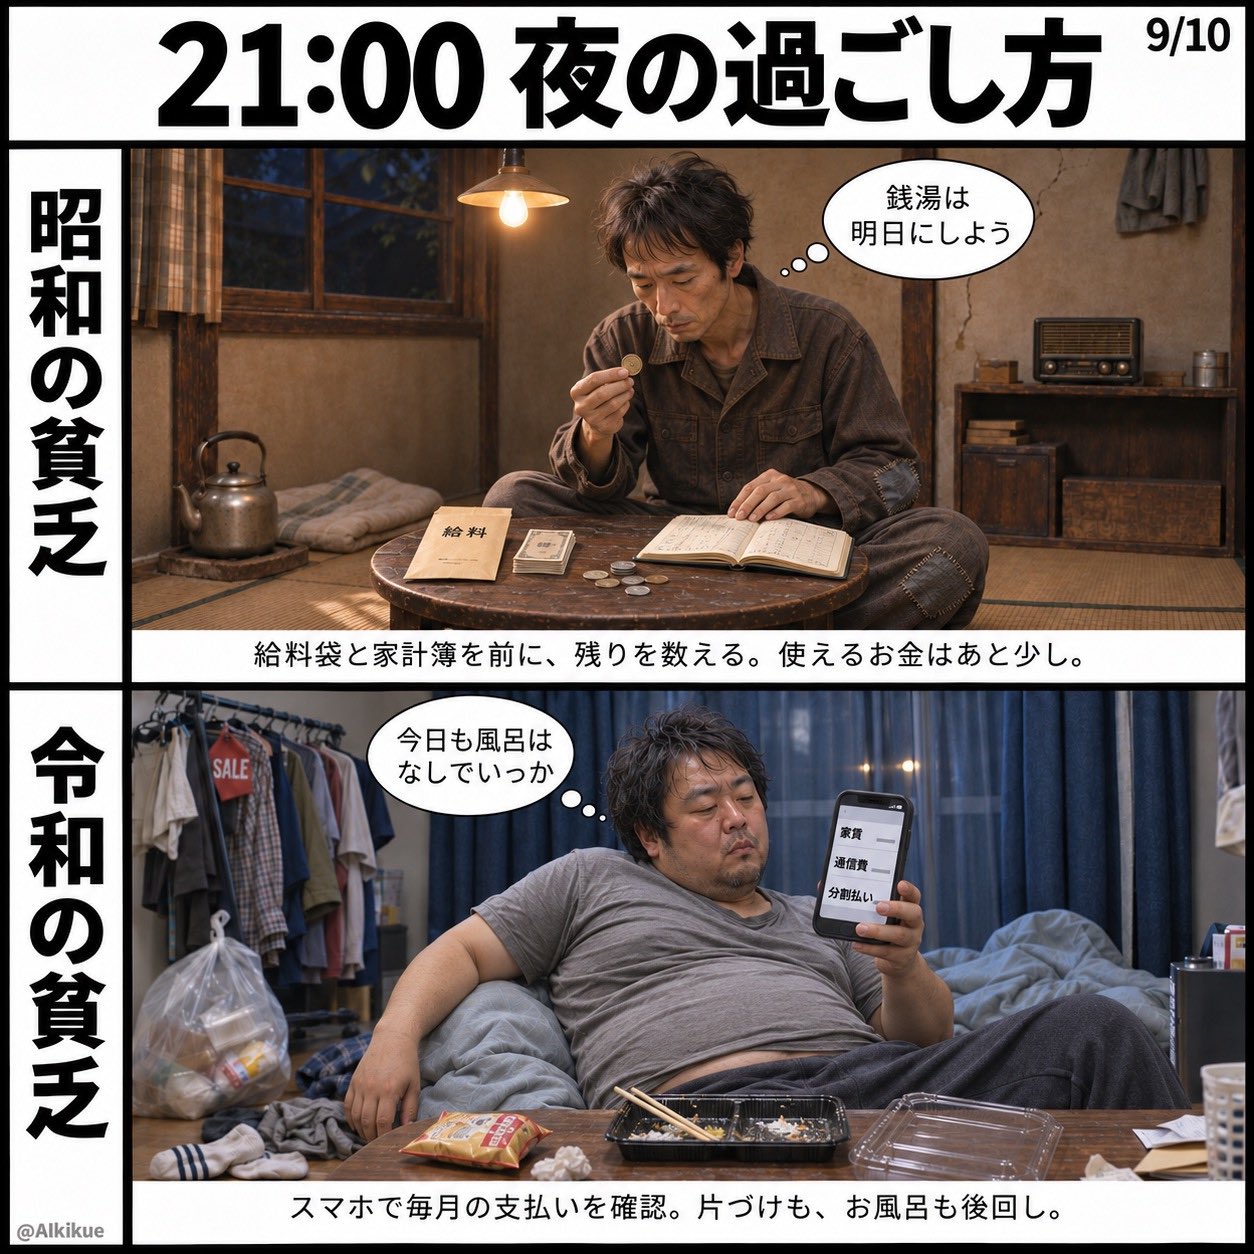 21:00 夜の過ごし方
9/10
昭和の貧乏
銭湯は
明日にしよう
給料
給料袋と家計簿を前に、残りを数える。使えるお金はあと少し。
令和の貧乏
今日も風呂は
なしでいっか
SALE
家賃
通信費
分割払い
スマホで毎月の支払いを確認。片づけも、お風呂も後回し。
@AIkikue